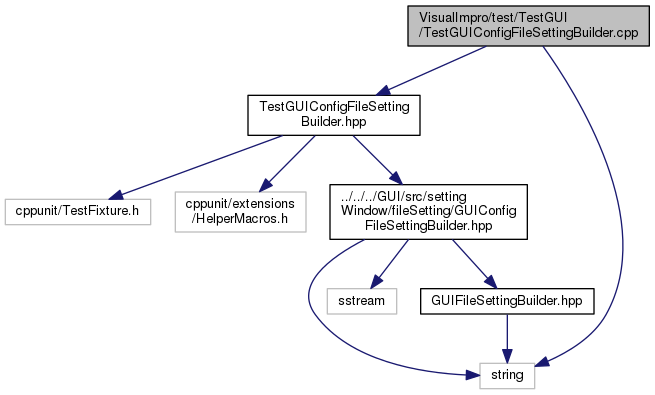 VisualImpro/test/TestGUI
/TestGUIConfigFileSettingBuilder.cpp
TestGUIConfigFileSetting
Builder.hpp
cppunit/TestFixture.h
cppunit/extensions
/HelperMacros.h
../../../GUI/src/setting
Window/fileSetting/GUIConfig
FileSettingBuilder.hpp
sstream
GUIFileSettingBuilder.hpp
string